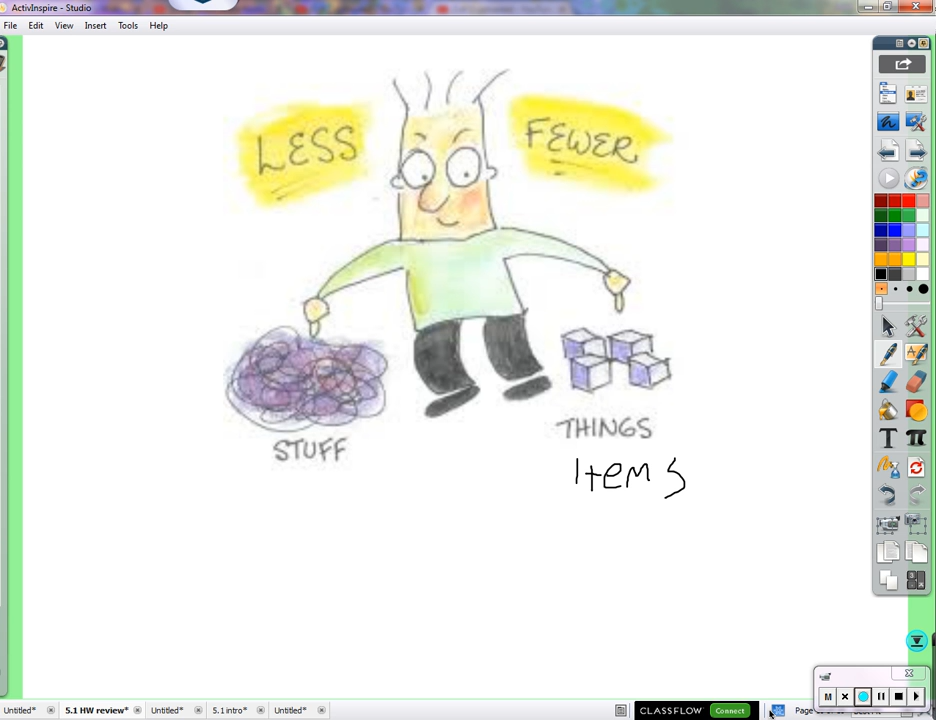 ActivInspire - Studio
File Edit View Insert Tools Help
LESS
FEWER
STUFF
THINGS
Items
Untitled* 5.1 HW review* Untitled* 5.1 intro* Untitled* CLASSFLOW Connect Page
M